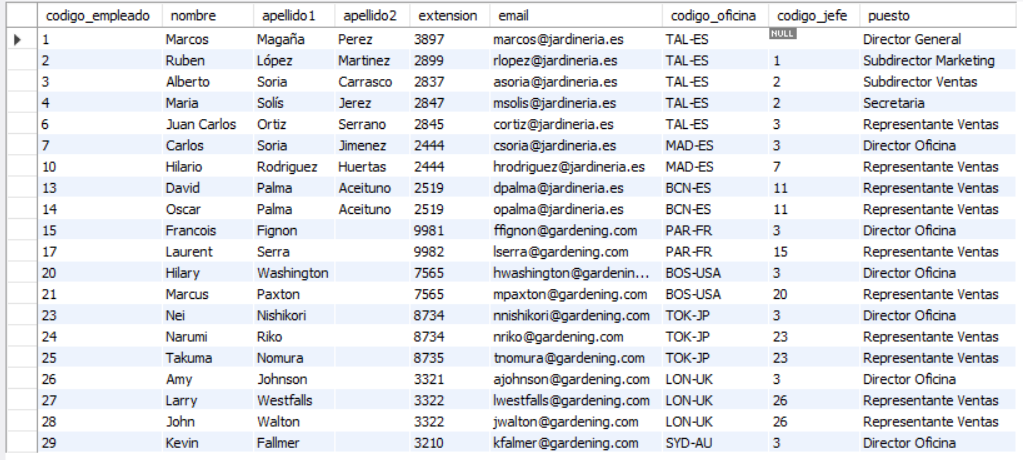 codigo_empleado nombre apellido1 apellido2 extension email codigo_oficina codigo_jefe puesto
1 Marcos Magaña Perez 3897 marcos@jardineria.es TAL-ES NULL Director General
2 Ruben López Martinez 2899 rlopez@jardineria.es TAL-ES 1 Subdirector Marketing
3 Alberto Soria Carrasco 2837 asoria@jardineria.es TAL-ES 2 Subdirector Ventas
4 Maria Solís Jerez 2847 msolis@jardineria.es TAL-ES 2 Secretaria
6 Juan Carlos Ortiz Serrano 2845 cortiz@jardineria.es TAL-ES 3 Representante Ventas
7 Carlos Soria Jimenez 2444 csoria@jardineria.es MAD-ES 3 Director Oficina
10 Hilario Rodriguez Huertas 2444 hrodriguez@jardineria.es MAD-ES 7 Representante Ventas
13 David Palma Aceituno 2519 dpalma@jardineria.es BCN-ES 11 Representante Ventas
14 Oscar Palma Aceituno 2519 opalma@jardineria.es BCN-ES 11 Representante Ventas
15 Francois Fignon 9981 ffignon@gardening.com PAR-FR 3 Director Oficina
17 Laurent Serra 9982 lserra@gardening.com PAR-FR 15 Representante Ventas
20 Hilary Washington 7565 hwashington@gardenin... BOS-USA 3 Director Oficina
21 Marcus Paxton 7565 mpaxton@gardening.com BOS-USA 20 Representante Ventas
23 Nei Nishikori 8734 nnishikori@gardening.com TOK-JP 3 Director Oficina
24 Narumi Riko 8734 nriko@gardening.com TOK-JP 23 Representante Ventas
25 Takuma Nomura 8735 tnomura@gardening.com TOK-JP 23 Representante Ventas
26 Amy Johnson 3321 ajohnson@gardening.com LON-UK 3 Director Oficina
27 Larry Westfalls 3322 lwestfalls@gardening.com LON-UK 26 Representante Ventas
28 John Walton 3322 jwalton@gardening.com LON-UK 26 Representante Ventas
29 Kevin Fallmer 3210 kfalmer@gardening.com SYD-AU 3 Director Oficina